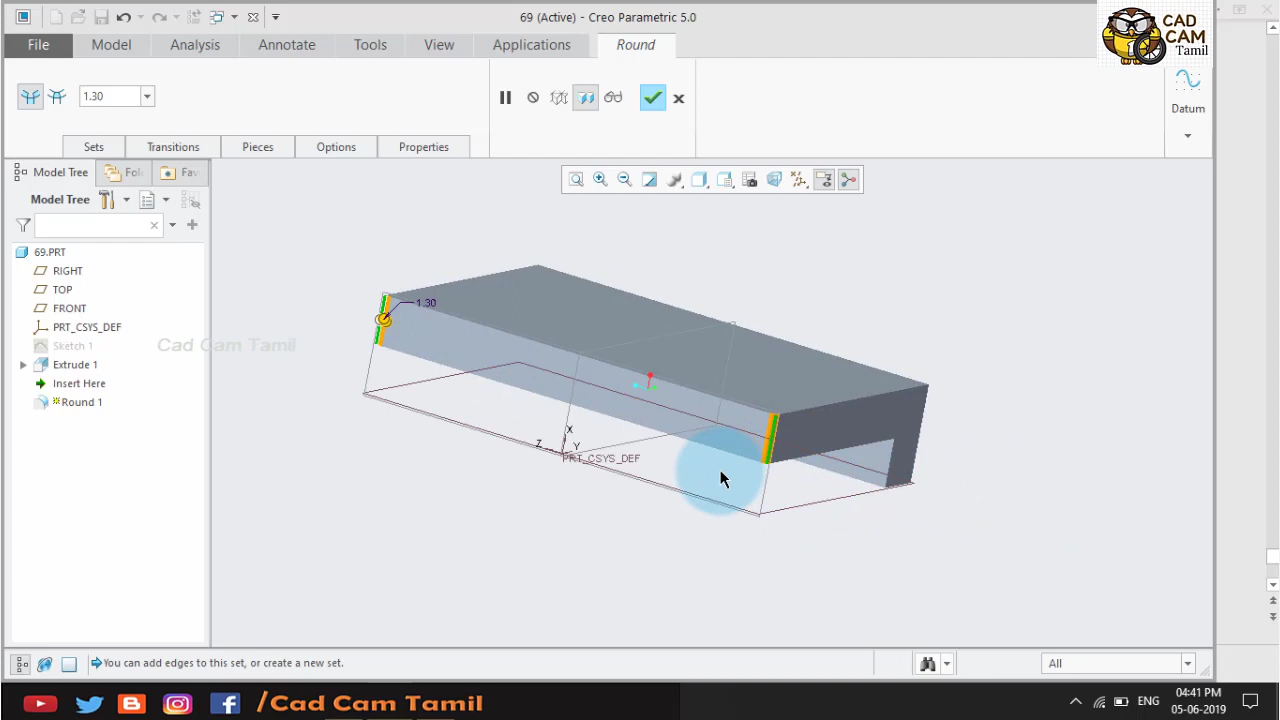 69 (Active) - Creo Parametric 5.0
CAD
CAM
Tamil
File
Model
Analysis
Annotate
Tools
View
Applications
Round
1.30
Datum
Sets
Transitions
Pieces
Options
Properties
Model Tree
Fol
Fav
Model Tree
69.PRT
RIGHT
TOP
FRONT
PRT_CSYS_DEF
Sketch 1
Extrude 1
Insert Here
Round 1
Cad Cam Tamil
1.30
X
Z
Y
PRT_CSYS_DEF
You can add edges to this set, or create a new set.
All
/Cad Cam Tamil
ENG
04:41 PM
05-06-2019